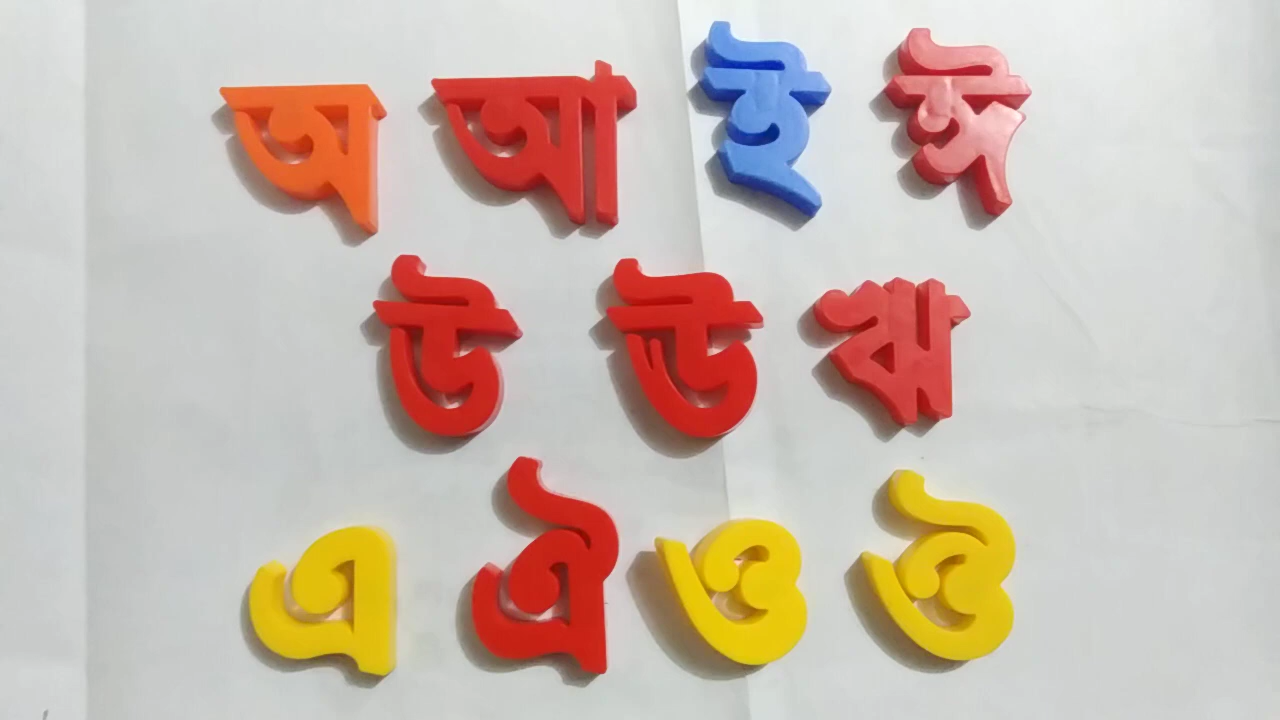 অ আ ই ঈ
উ ঊ ঋ
এ ঐ ও ঔ